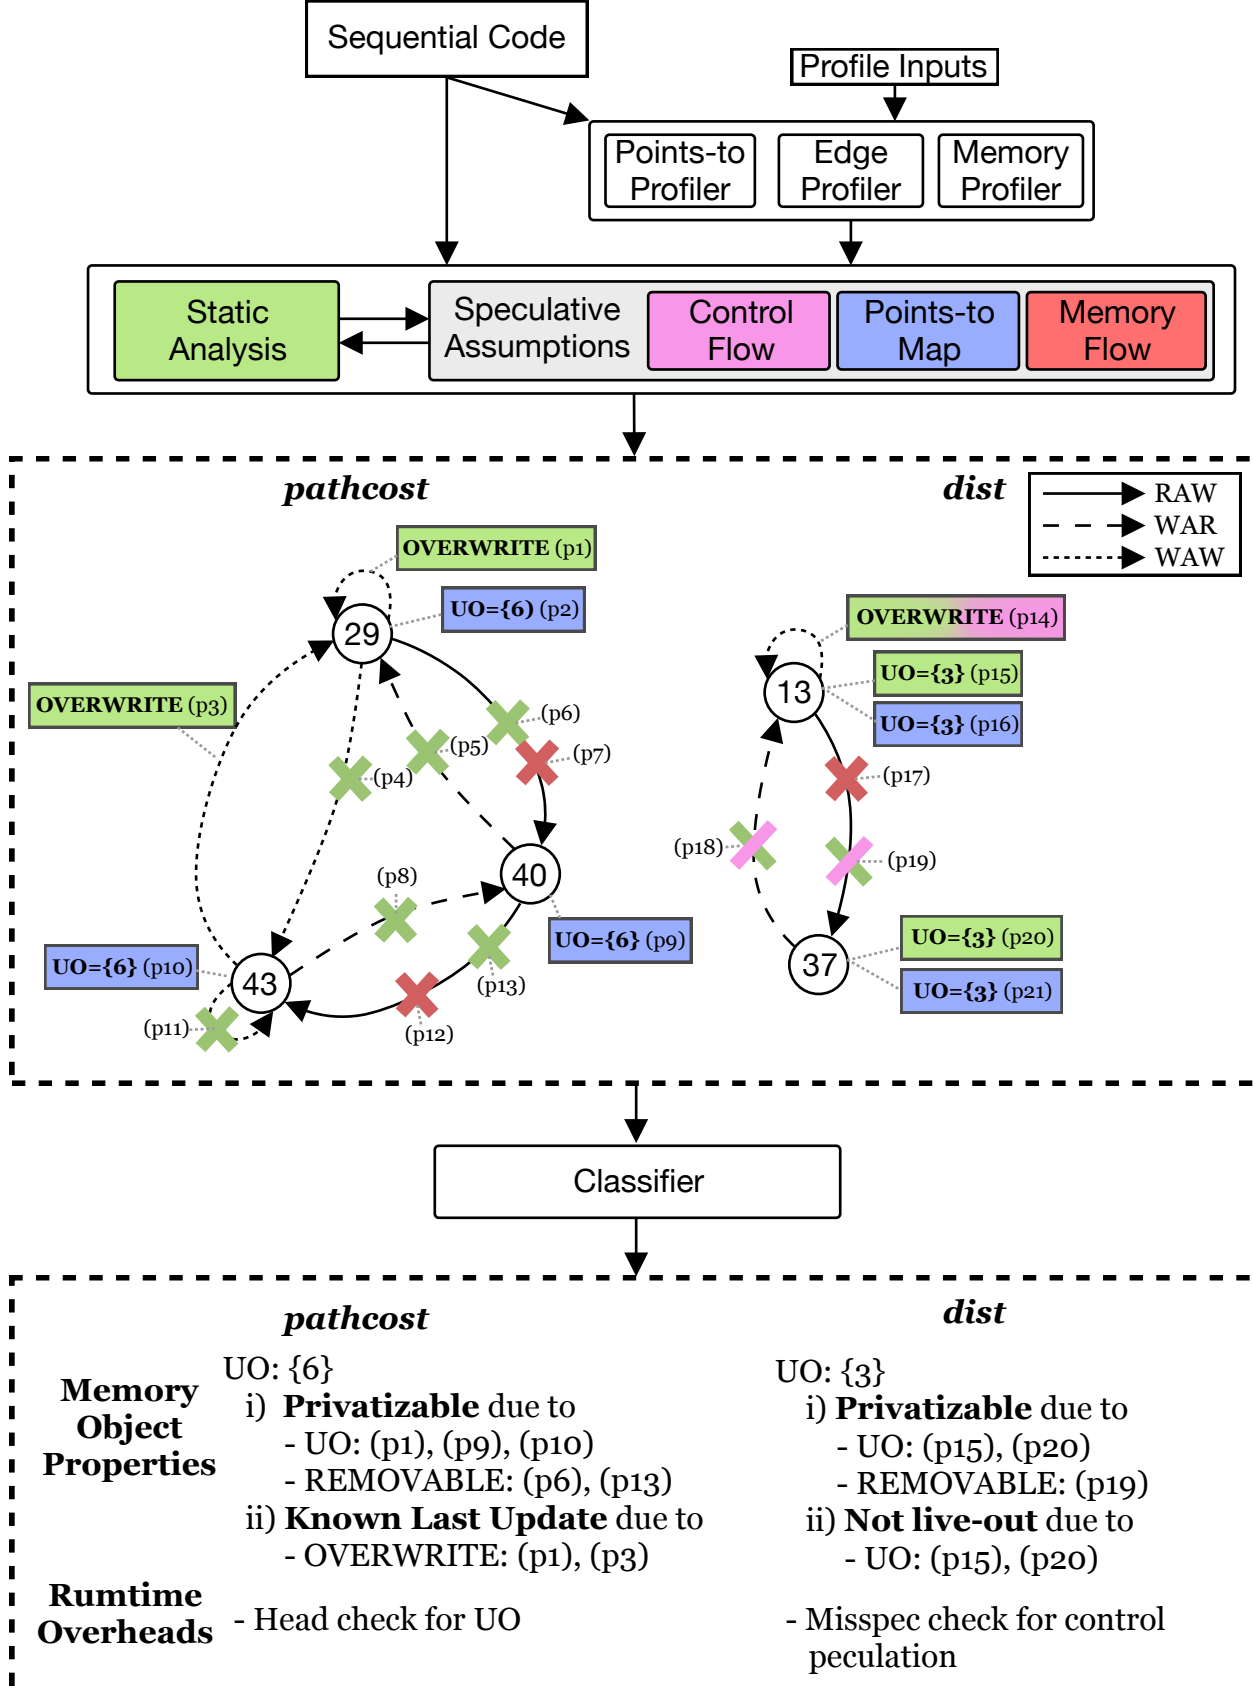 Sequential Code
Profile Inputs
Points-to
Profiler
Edge
Profiler
Memory
Profiler
Static
Analysis
Speculative
Assumptions
Control
Flow
Points-to
Map
Memory
Flow
pathcost
dist
RAW
WAR
WAW
OVERWRITE (p1)
UO={6) (p2)
29
OVERWRITE (p3)
(p4)
(p5)
(p6)
(p7)
(p8)
40
UO={6} (p9)
UO={6} (p10)
43
(p11)
(p12)
(p13)
OVERWRITE (p14)
13
UO={3} (p15)
UO={3} (p16)
(p17)
(p18)
(p19)
37
UO={3} (p20)
UO={3} (p21)
Classifier
pathcost
dist
Memory
Object
Properties
UO: {6}
i) Privatizable due to
- UO: (p1), (p9), (p10)
- REMOVABLE: (p6), (p13)
ii) Known Last Update due to
- OVERWRITE: (p1), (p3)
UO: {3}
i) Privatizable due to
- UO: (p15), (p20)
- REMOVABLE: (p19)
ii) Not live-out due to
- UO: (p15), (p20)
Rumtime
Overheads
- Head check for UO
- Misspec check for control
peculation